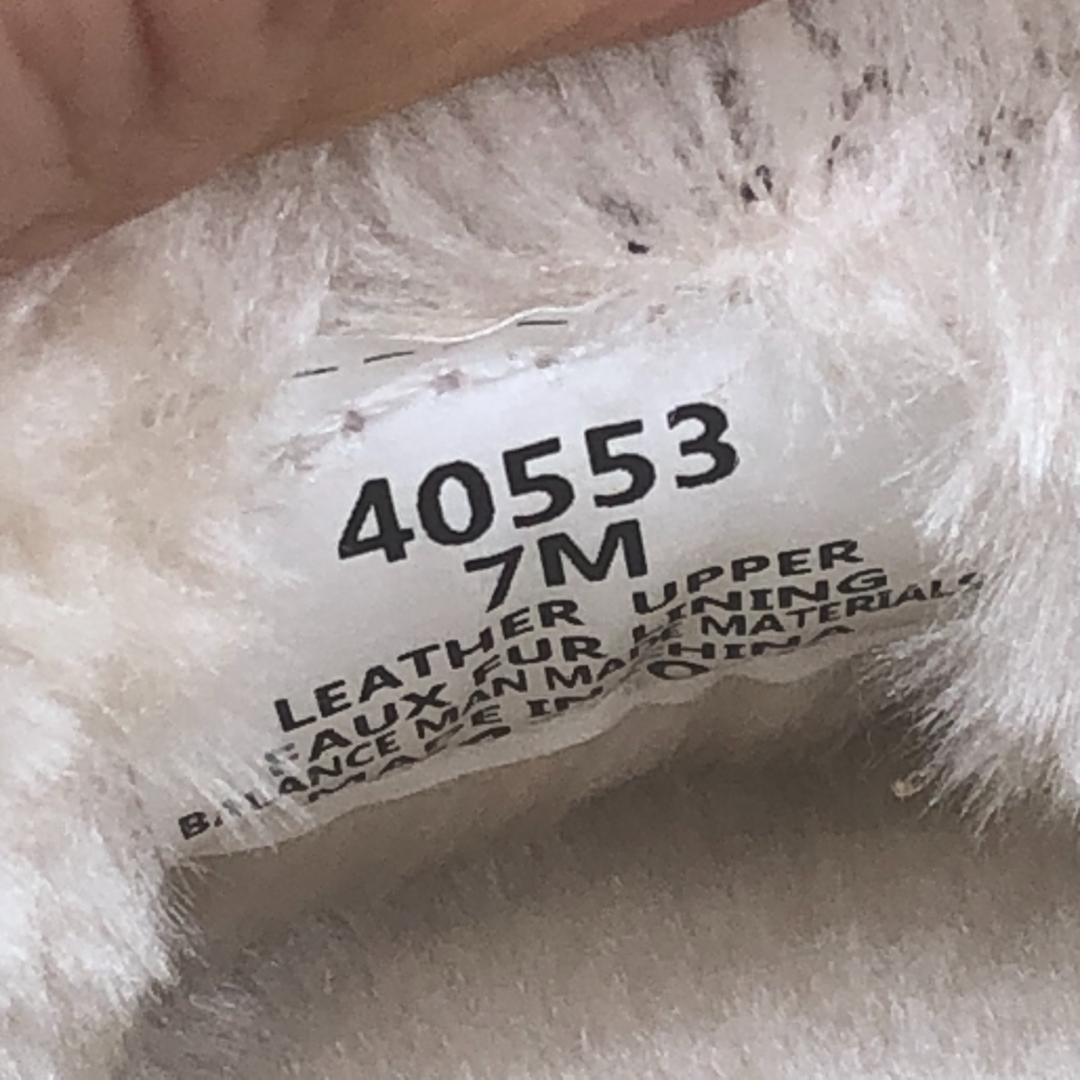 40553
7M
LEATHER UPPER
FAUX FUR LINING
BALANCE MAN MADE MATERIALS
MADE IN CHINA